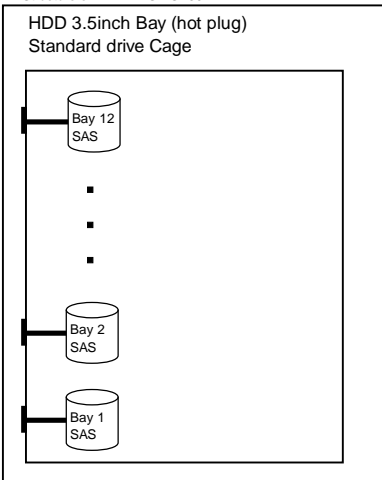 HDD 3.5inch Bay (hot plug)
Standard drive Cage
Bay 12
SAS
Bay 2
SAS
Bay 1
SAS